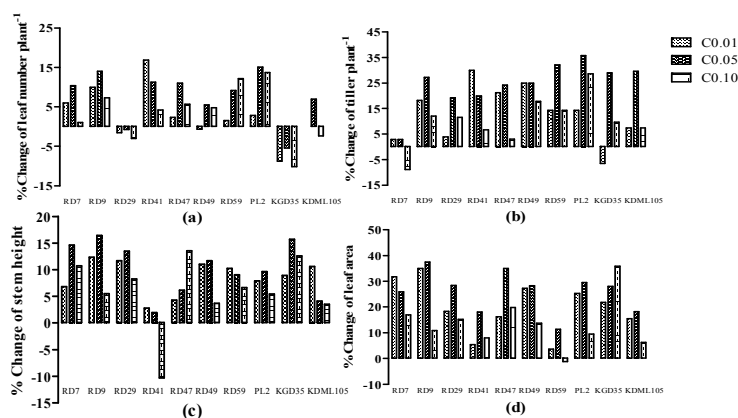 %Change of leaf number plant-1
25
15
5
-5
-15
RD7 RD9 RD29 RD41 RD47 RD49 RD59 PL2 KGD35 KDML105
(a)
%Change of tiller plant-1
45
35
25
15
5
-5
-15
RD7 RD9 RD29 RD41 RD47 RD49 RD59 PL2 KGD35 KDML105
(b)
C0.01
C0.05
C0.10
% Change of stem height
20
15
10
5
0
-5
-10
-15
RD7 RD9 RD29 RD41 RD47 RD49 RD59 PL2 KGD35 KDML105
(c)
%Change of leaf area
60
50
40
30
20
10
0
-10
RD7 RD9 RD29 RD41 RD47 RD49 RD59 PL2 KGD35 KDML105
(d)